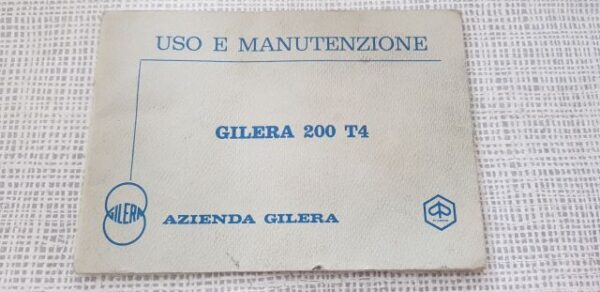 USO E MANUTENZIONE
GILERA 200 T4
GILERA
AZIENDA GILERA